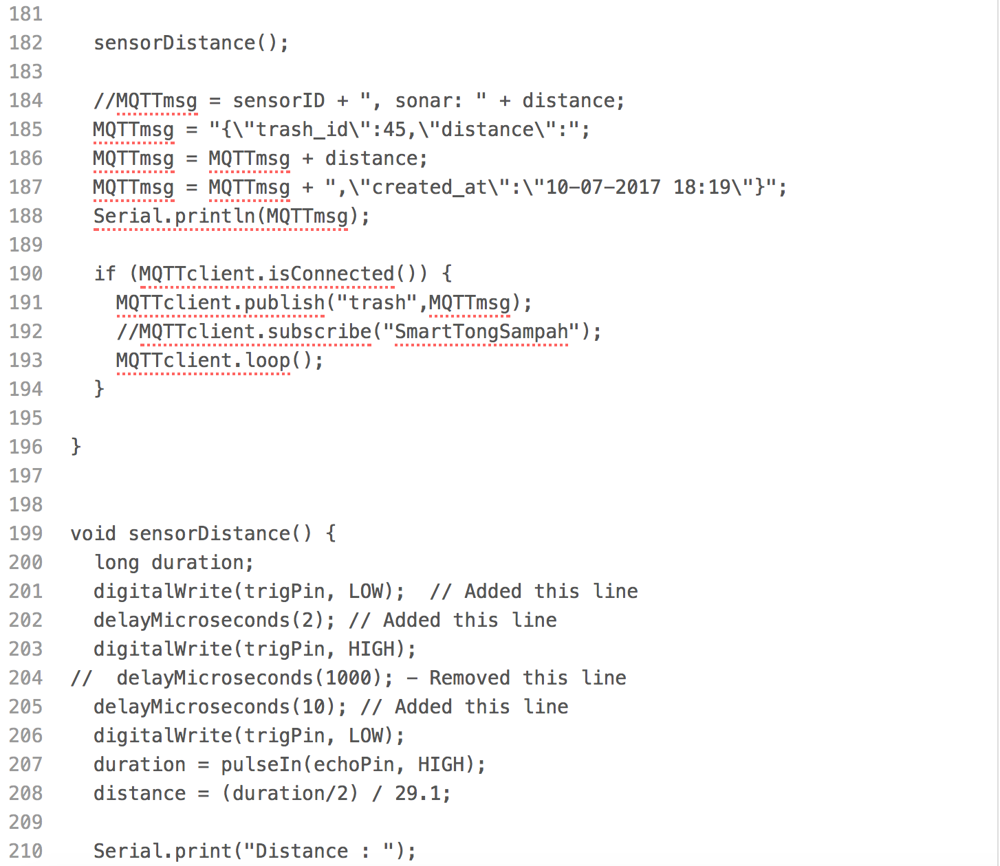 181
182 sensorDistance();
183
184 //MQTTmsg = sensorID + ", sonar: " + distance;
185 MQTTmsg = "{\"trash_id\":45,\"distance\":";
186 MQTTmsg = MQTTmsg + distance;
187 MQTTmsg = MQTTmsg + ",\"created_at\":\"10-07-2017 18:19\"}";
188 Serial.println(MQTTmsg);
189
190 if (MQTTclient.isConnected()) {
191 MQTTclient.publish("trash",MQTTmsg);
192 //MQTTclient.subscribe("SmartTongSampah");
193 MQTTclient.loop();
194 }
195
196 }
197
198
199 void sensorDistance() {
200 long duration;
201 digitalWrite(trigPin, LOW);  // Added this line
202 delayMicroseconds(2); // Added this line
203 digitalWrite(trigPin, HIGH);
204 //  delayMicroseconds(1000); - Removed this line
205 delayMicroseconds(10); // Added this line
206 digitalWrite(trigPin, LOW);
207 duration = pulseIn(echoPin, HIGH);
208 distance = (duration/2) / 29.1;
209
210 Serial.print("Distance : ");